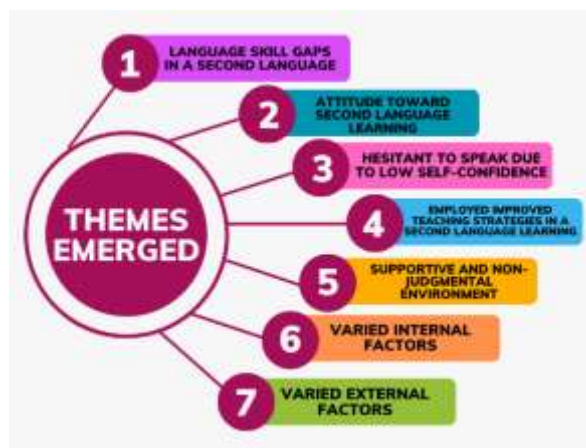 THEMES
EMERGED
1
LANGUAGE SKILL GAPS
IN A SECOND LANGUAGE
2
ATTITUDE TOWARD
SECOND LANGUAGE
LEARNING
3
HESITANT TO SPEAK DUE
TO LOW SELF-CONFIDENCE
4
EMPLOYED IMPROVED
TEACHING STRATEGIES IN A
SECOND LANGUAGE LEARNING
5
SUPPORTIVE AND NON-
JUDGMENTAL
ENVIRONMENT
6
VARIED INTERNAL
FACTORS
7
VARIED EXTERNAL
FACTORS